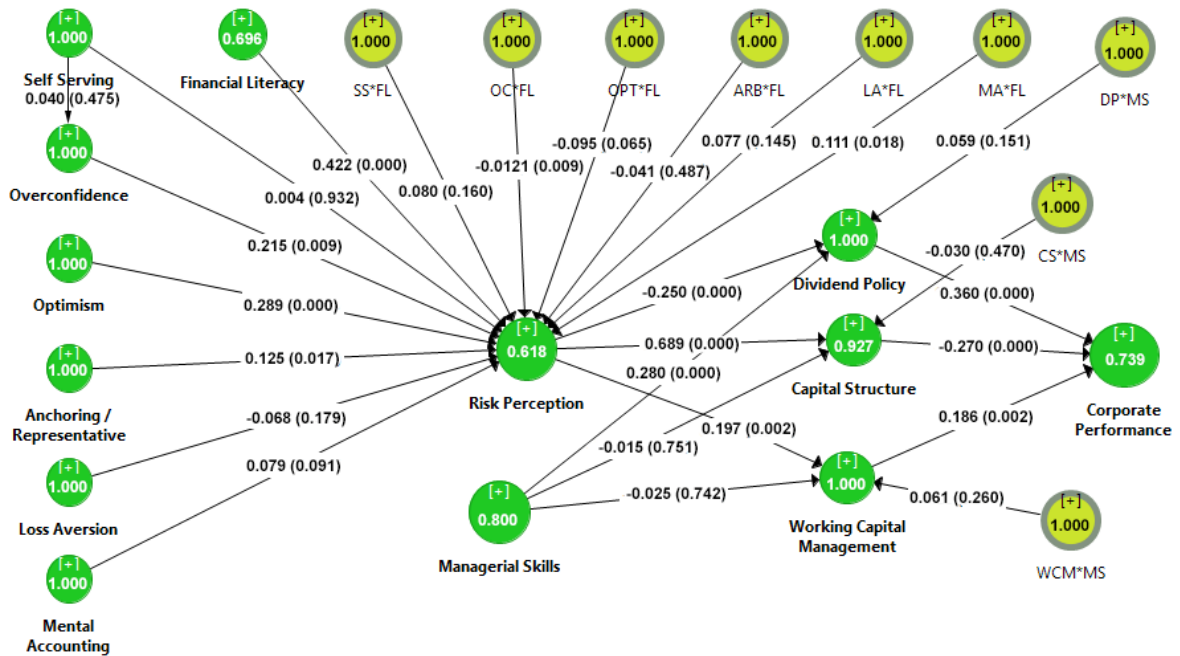 [+]
1.000
Self Serving
[+]
0.696
Financial Literacy
[+]
1.000
SS*FL
[+]
1.000
OC*FL
[+]
1.000
OPT*FL
[+]
1.000
ARB*FL
[+]
1.000
LA*FL
[+]
1.000
MA*FL
[+]
1.000
DP*MS
0.040 (0.475)
[+]
1.000
Overconfidence
0.422 (0.000)
0.080 (0.160)
-0.0121 (0.009)
-0.095 (0.065)
-0.041 (0.487)
0.077 (0.145)
0.111 (0.018)
0.059 (0.151)
0.004 (0.932)
0.215 (0.009)
[+]
1.000
CS*MS
-0.030 (0.470)
[+]
1.000
Optimism
0.289 (0.000)
[+]
1.000
Dividend Policy
-0.250 (0.000)
0.360 (0.000)
[+]
1.000
Anchoring /
Representative
0.125 (0.017)
[+]
0.618
Risk Perception
0.689 (0.000)
0.280 (0.000)
[+]
0.927
Capital Structure
-0.270 (0.000)
[+]
0.739
Corporate
Performance
-0.068 (0.179)
0.197 (0.002)
-0.015 (0.751)
0.186 (0.002)
[+]
1.000
Loss Aversion
0.079 (0.091)
[+]
0.800
Managerial Skills
-0.025 (0.742)
[+]
1.000
Working Capital
Management
0.061 (0.260)
[+]
1.000
WCM*MS
[+]
1.000
Mental
Accounting